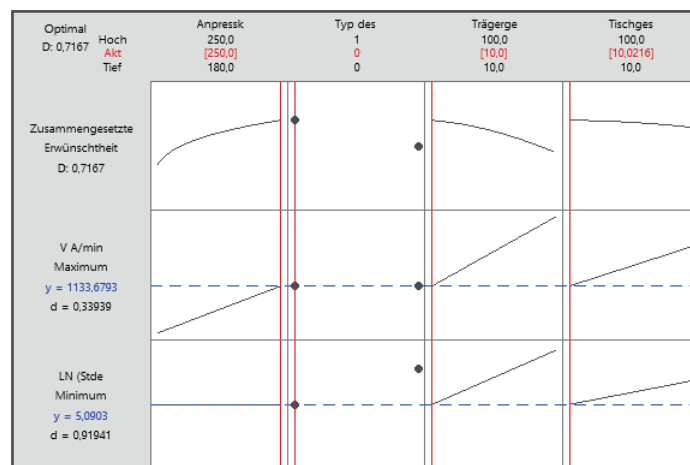 Optimal
D: 0,7167
Hoch
Akt
Tief
Anpressk
250,0
[250,0]
180,0
Typ des
1
0
0
Trägerge
100,0
[10,0]
10,0
Tischges
100,0
[10,0216]
10,0
Zusammengesetzte
Erwünschtheit
D: 0,7167
V A/min
Maximum
y = 1133,6793
d = 0,33939
LN (Stde
Minimum
y = 5,0903
d = 0,91941